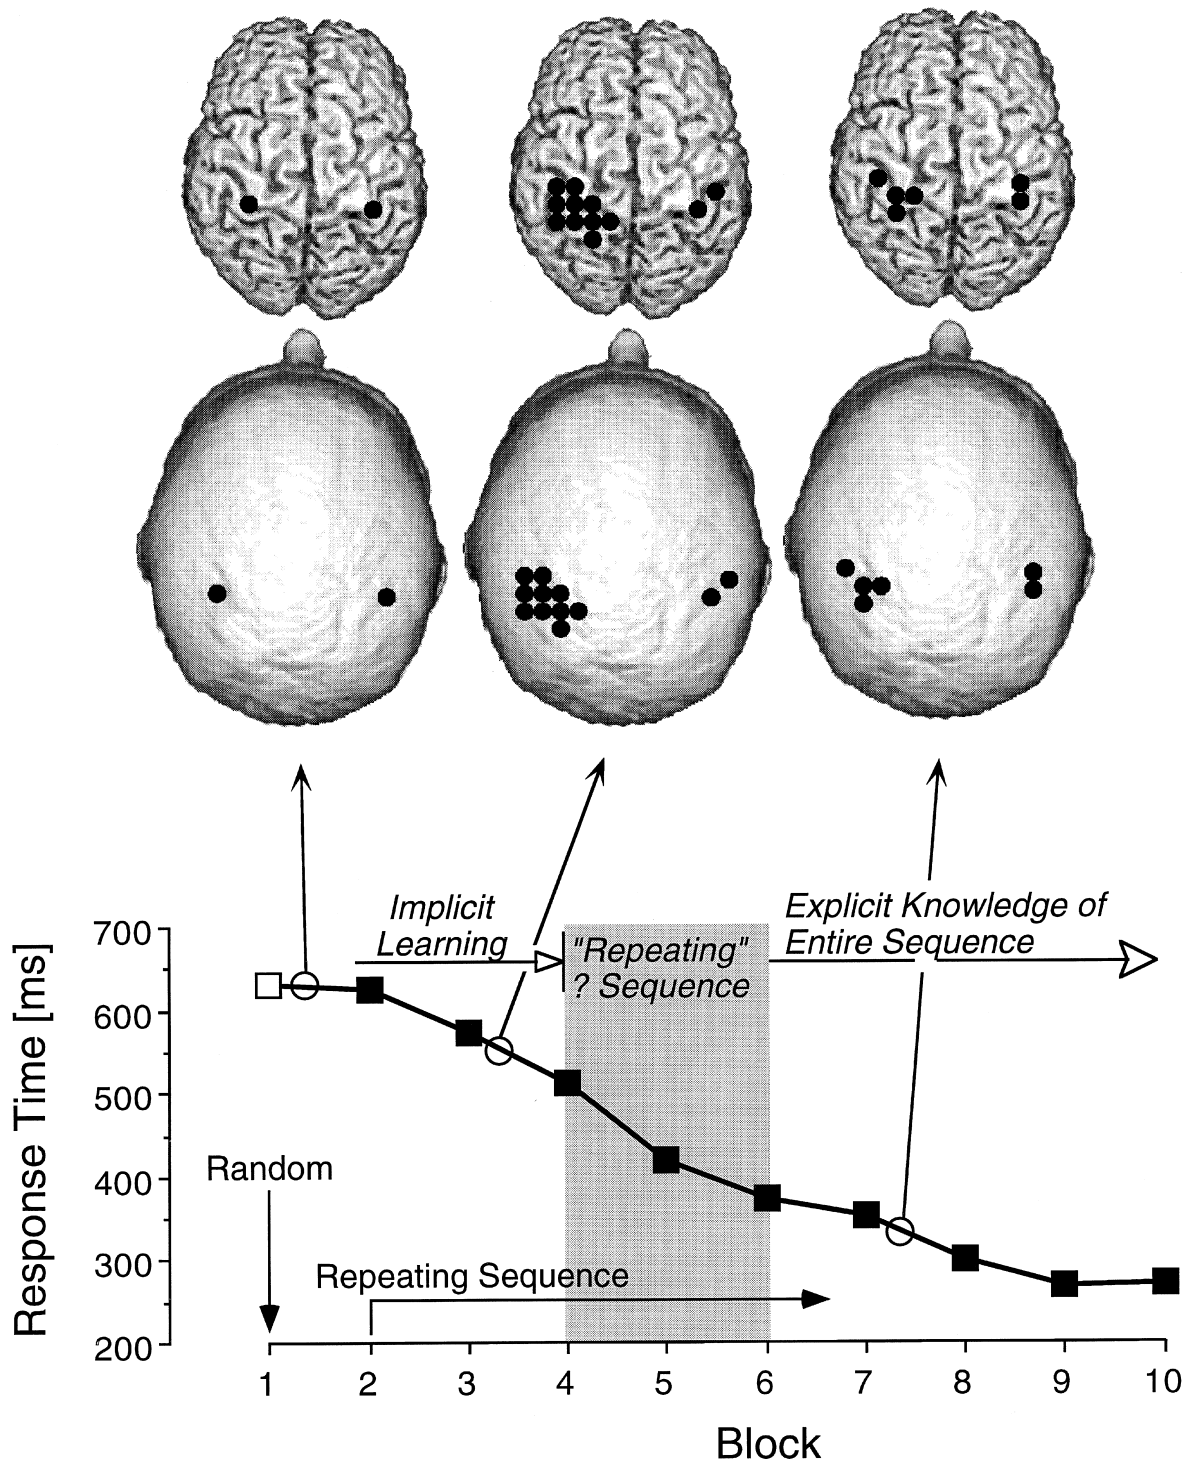 Implicit
Learning
"Repeating"
? Sequence
Explicit Knowledge of
Entire Sequence
Response Time [ms]
700
600
500
400
300
200
Random
Repeating Sequence
1 2 3 4 5 6 7 8 9 10
Block